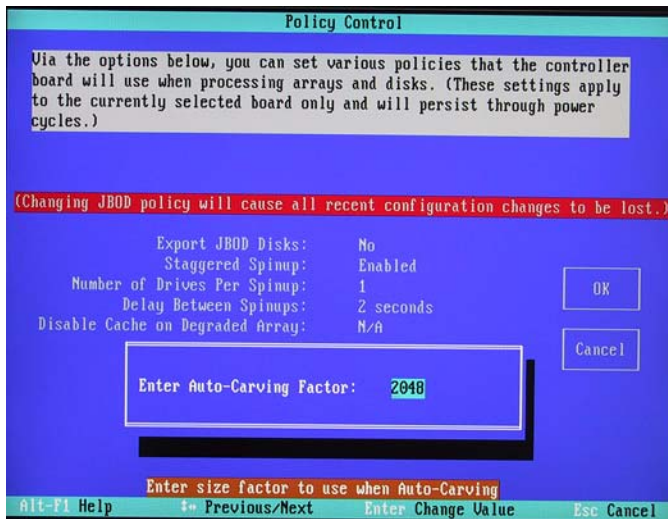 Policy Control
Via the options below, you can set various policies that the controller
board will use when processing arrays and disks. (These settings apply
to the currently selected board only and will persist through power
cycles.)
(Changing JBOD policy will cause all recent configuration changes to be lost.)
Export JBOD Disks: No
Staggered Spinup: Enabled
Number of Drives Per Spinup: 1
Delay Between Spinups: 2 seconds
Disable Cache on Degraded Array: N/A
OK
Cancel
Enter Auto-Carving Factor: 2048
Enter size factor to use when Auto-Carving
Alt-F1 Help Previous/Next Enter Change Value Esc Cancel